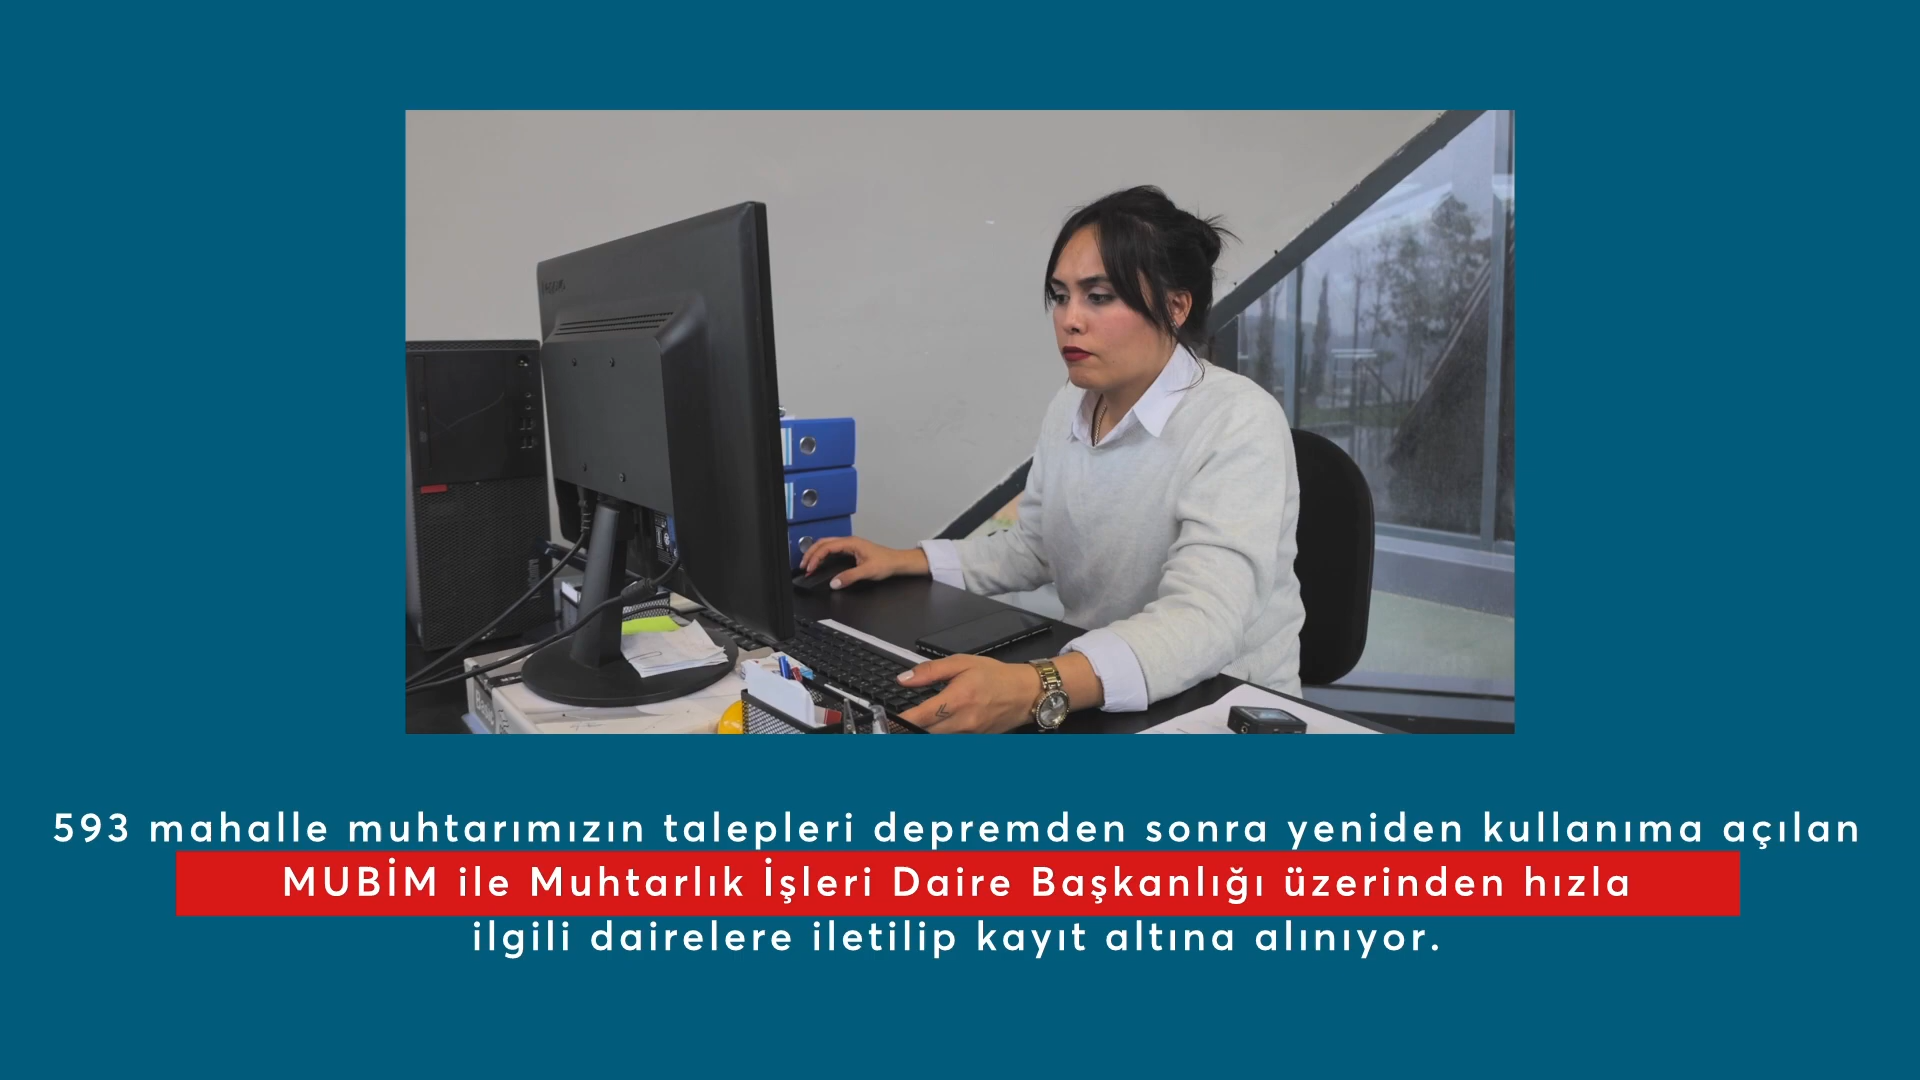 593 mahalle muhtarımızın talepleri depremden sonra yeniden kullanıma açılan
MUBİM ile Muhtarlık İşleri Daire Başkanlığı üzerinden hızla
ilgili dairelere iletilip kayıt altına alınıyor.